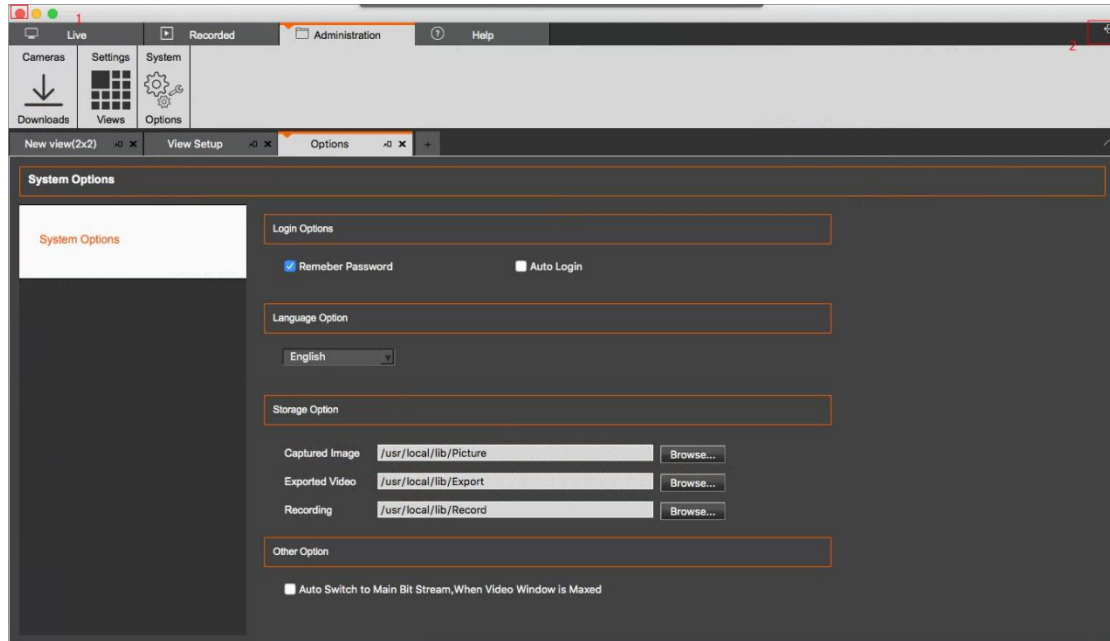 1
Live Recorded Administration Help
2
Cameras Settings System
Downloads Views Options
New view(2x2) View Setup Options +
System Options
System Options
Login Options
Remeber Password Auto Login
Language Option
English
Storage Option
Captured Image /usr/local/lib/Picture Browse...
Exported Video /usr/local/lib/Export Browse...
Recording /usr/local/lib/Record Browse...
Other Option
Auto Switch to Main Bit Stream,When Video Window is Maxed